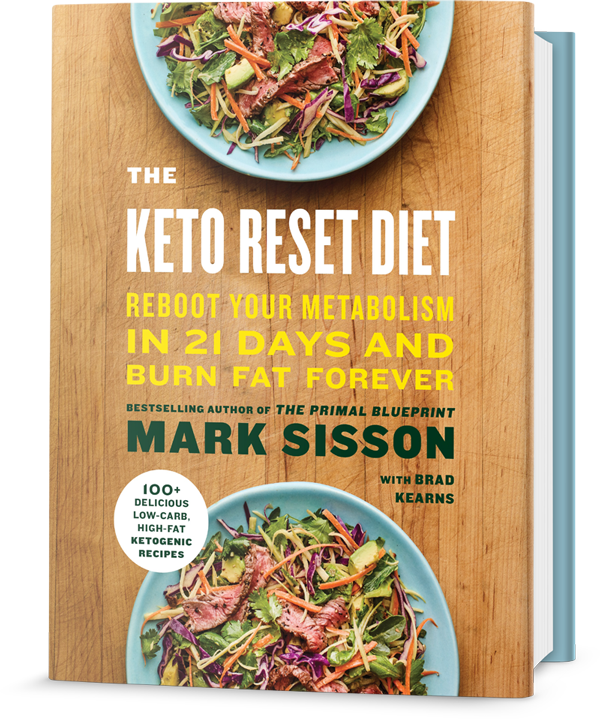 THE
KETO RESET DIET
REBOOT YOUR METABOLISM
IN 21 DAYS AND
BURN FAT FOREVER
BESTSELLING AUTHOR OF THE PRIMAL BLUEPRINT
MARK SISSON
WITH BRAD
KEARNS
100+
DELICIOUS
LOW-CARB,
HIGH-FAT
KETOGENIC
RECIPES